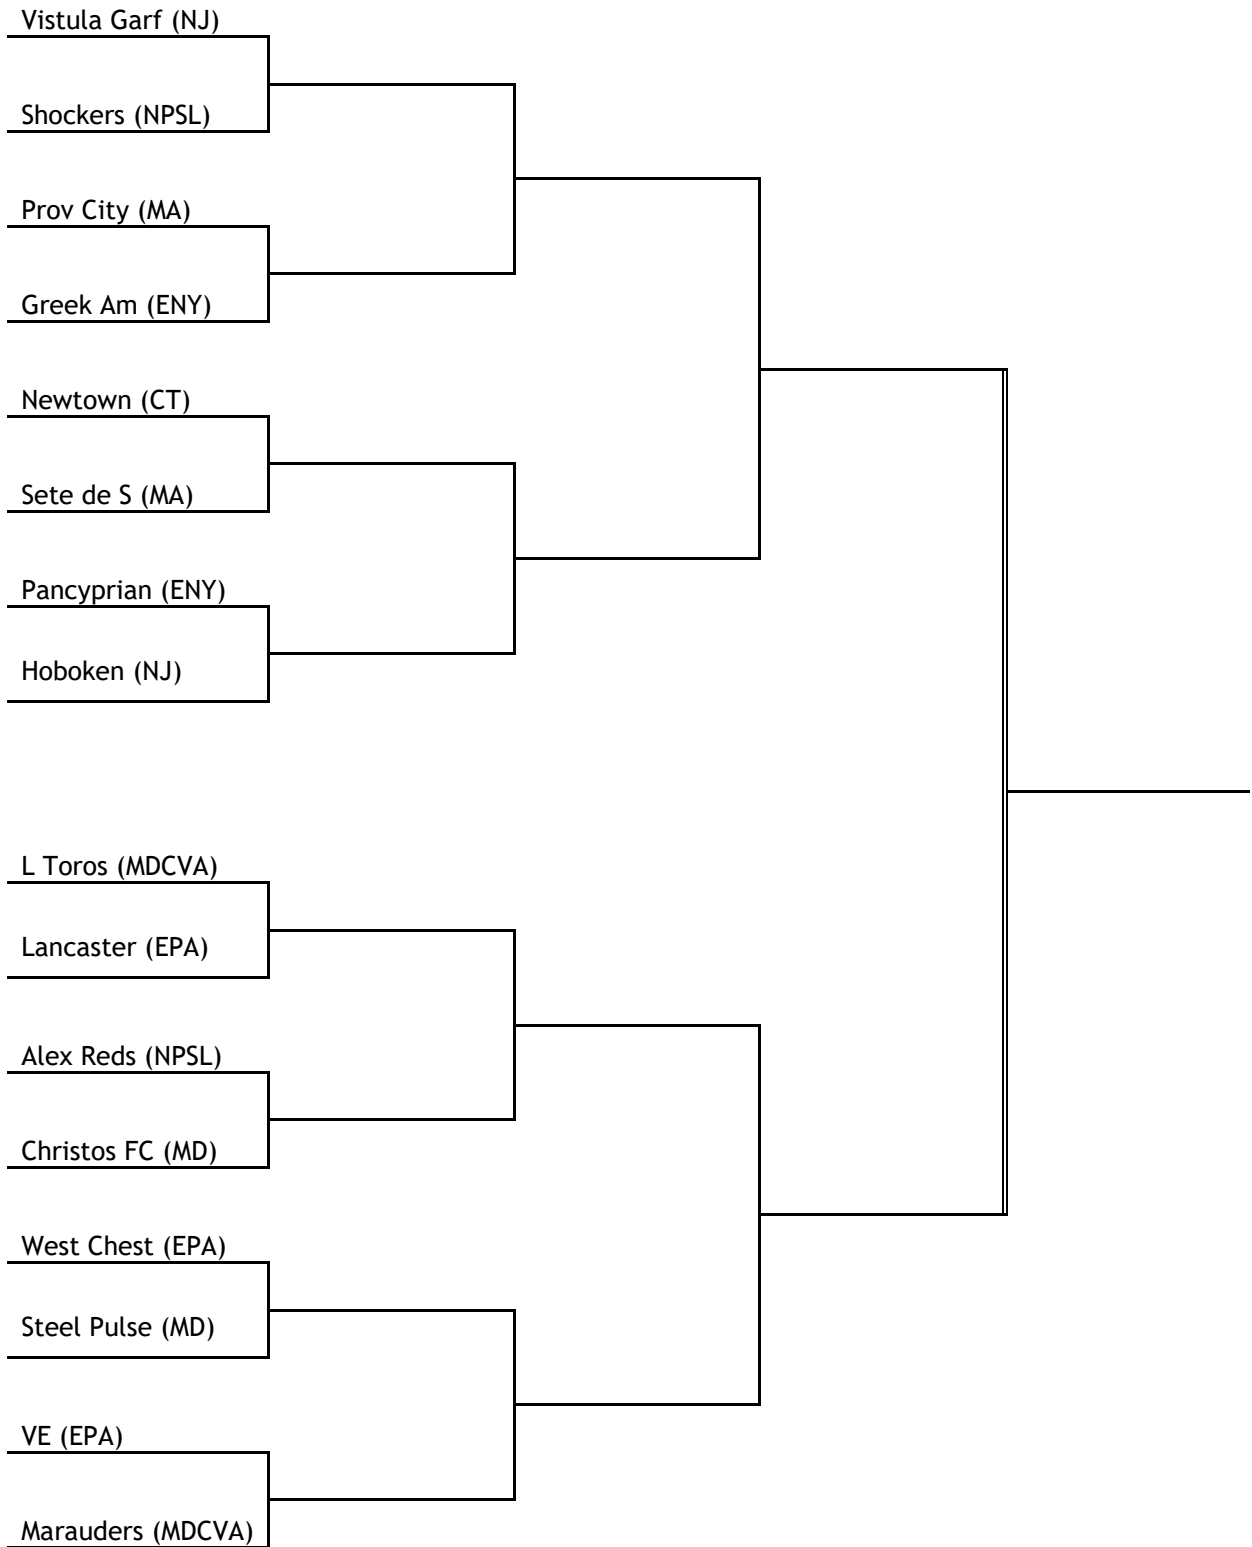 Vistula Garf (NJ)
Shockers (NPSL)
Prov City (MA)
Greek Am (ENY)
Newtown (CT)
Sete de S (MA)
Pancyprian (ENY)
Hoboken (NJ)
L Toros (MDCVA)
Lancaster (EPA)
Alex Reds (NPSL)
Christos FC (MD)
West Chest (EPA)
Steel Pulse (MD)
VE (EPA)
Marauders (MDCVA)